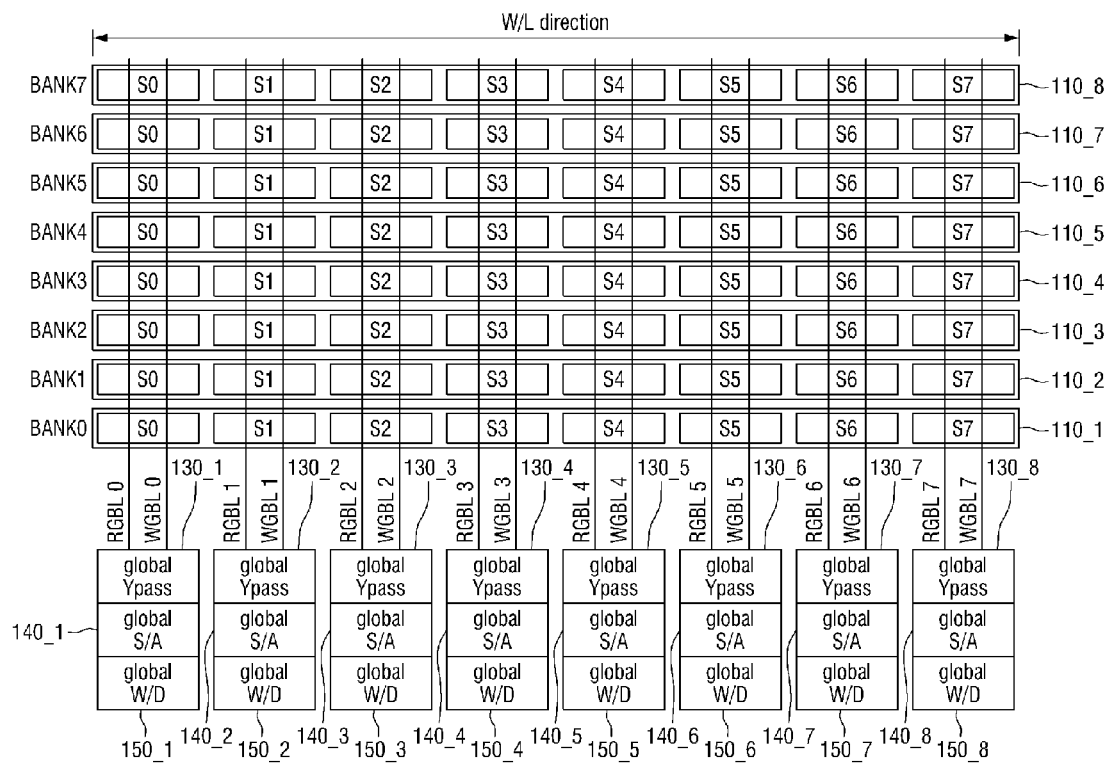 W/L direction
BANK7 S0 S1 S2 S3 S4 S5 S6 S7 110_8
BANK6 S0 S1 S2 S3 S4 S5 S6 S7 110_7
BANK5 S0 S1 S2 S3 S4 S5 S6 S7 110_6
BANK4 S0 S1 S2 S3 S4 S5 S6 S7 110_5
BANK3 S0 S1 S2 S3 S4 S5 S6 S7 110_4
BANK2 S0 S1 S2 S3 S4 S5 S6 S7 110_3
BANK1 S0 S1 S2 S3 S4 S5 S6 S7 110_2
BANK0 S0 S1 S2 S3 S4 S5 S6 S7 110_1
130_1 130_2 130_3 130_4 130_5 130_6 130_7 130_8
RGBL 0 WGBL 0 RGBL 1 WGBL 1 RGBL 2 WGBL 2 RGBL 3 WGBL 3 RGBL 4 WGBL 4 RGBL 5 WGBL 5 RGBL 6 WGBL 6 RGBL 7 WGBL 7
global global global global global global global global
Ypass Ypass Ypass Ypass Ypass Ypass Ypass Ypass
140_1 global global global global global global global global
S/A S/A S/A S/A S/A S/A S/A S/A
global global global global global global global global
W/D W/D W/D W/D W/D W/D W/D W/D
150_1 140_2 150_2 140_3 150_3 140_4 150_4 140_5 150_5 140_6 150_6 140_7 150_7 140_8 150_8